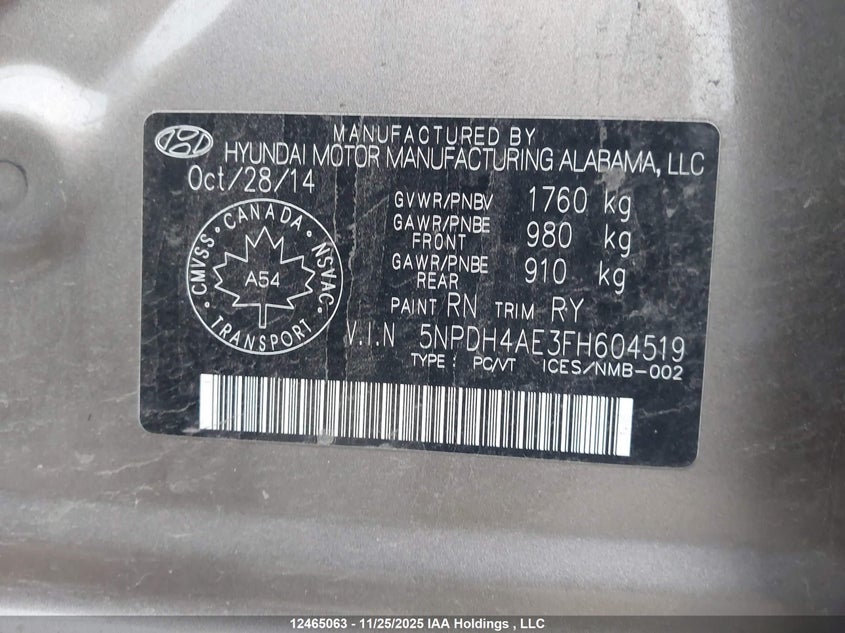 MANUFACTURED BY
HYUNDAI MOTOR MANUFACTURING ALABAMA, LLC
Oct/28/14
GVWR/PNBV 1760 kg
GAWR/PNBE FRONT 980 kg
GAWR/PNBE REAR 910 kg
CANADA
CMVSS NSVAC
A54
TRANSPORT
PAINT RN TRIM RY
V.I.N 5NPDH4AE3FH604519
TYPE: PC/VT ICES/NMB-002
12465063 - 11/25/2025 IAA Holdings , LLC